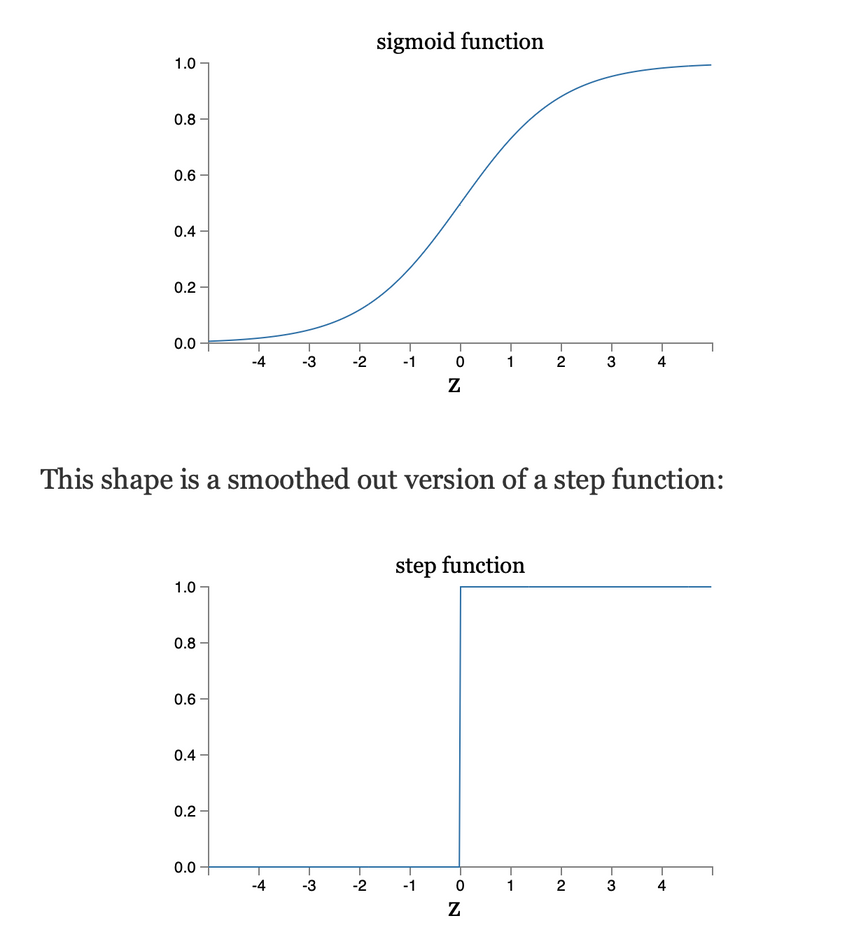 sigmoid function
1.0
0.8
0.6
0.4
0.2
0.0
-4 -3 -2 -1 0 1 2 3 4
Z
This shape is a smoothed out version of a step function:
step function
1.0
0.8
0.6
0.4
0.2
0.0
-4 -3 -2 -1 0 1 2 3 4
Z